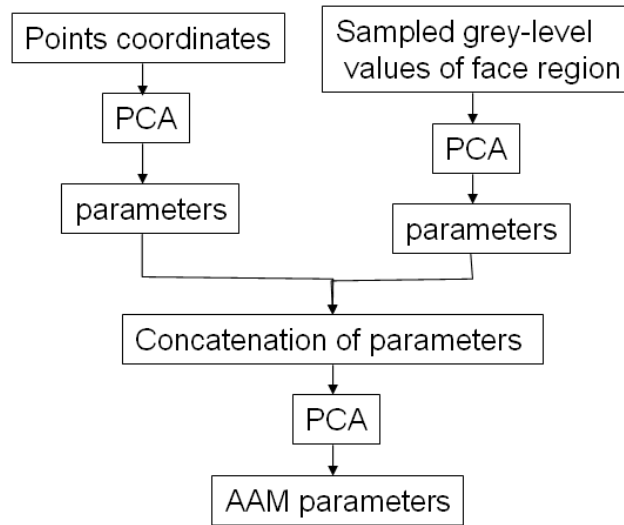 Points coordinates
Sampled grey-level
values of face region
PCA
PCA
parameters
parameters
Concatenation of parameters
PCA
AAM parameters